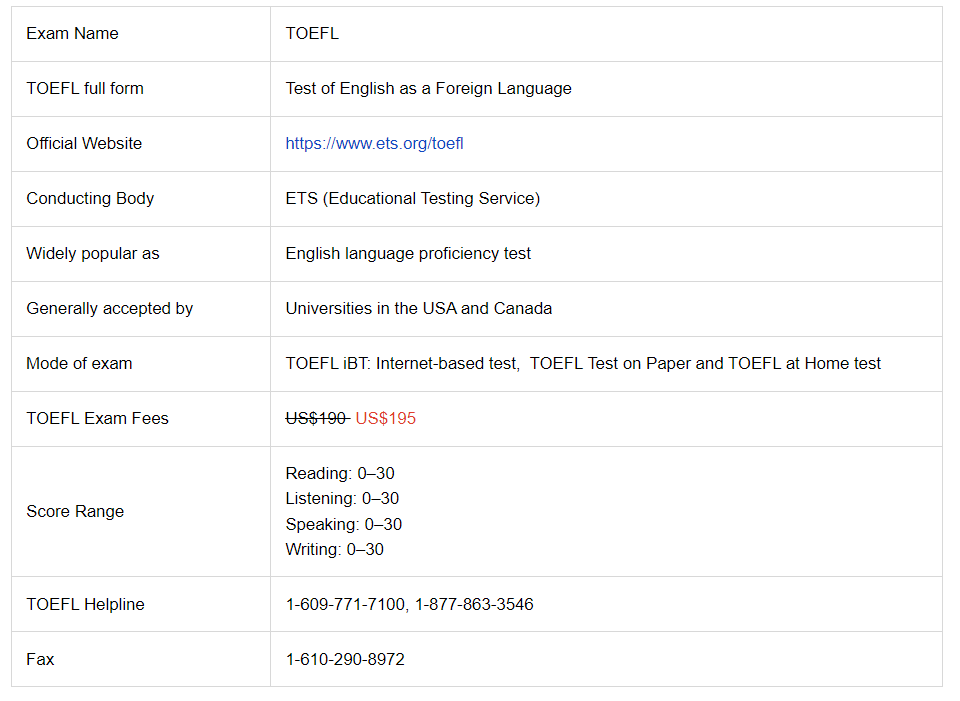 Exam Name
TOEFL
TOEFL full form
Test of English as a Foreign Language
Official Website
https://www.ets.org/toefl
Conducting Body
ETS (Educational Testing Service)
Widely popular as
English language proficiency test
Generally accepted by
Universities in the USA and Canada
Mode of exam
TOEFL iBT: Internet-based test,  TOEFL Test on Paper and TOEFL at Home test
TOEFL Exam Fees
US$190 US$195
Score Range
Reading: 0–30
Listening: 0–30
Speaking: 0–30
Writing: 0–30
TOEFL Helpline
1-609-771-7100, 1-877-863-3546
Fax
1-610-290-8972